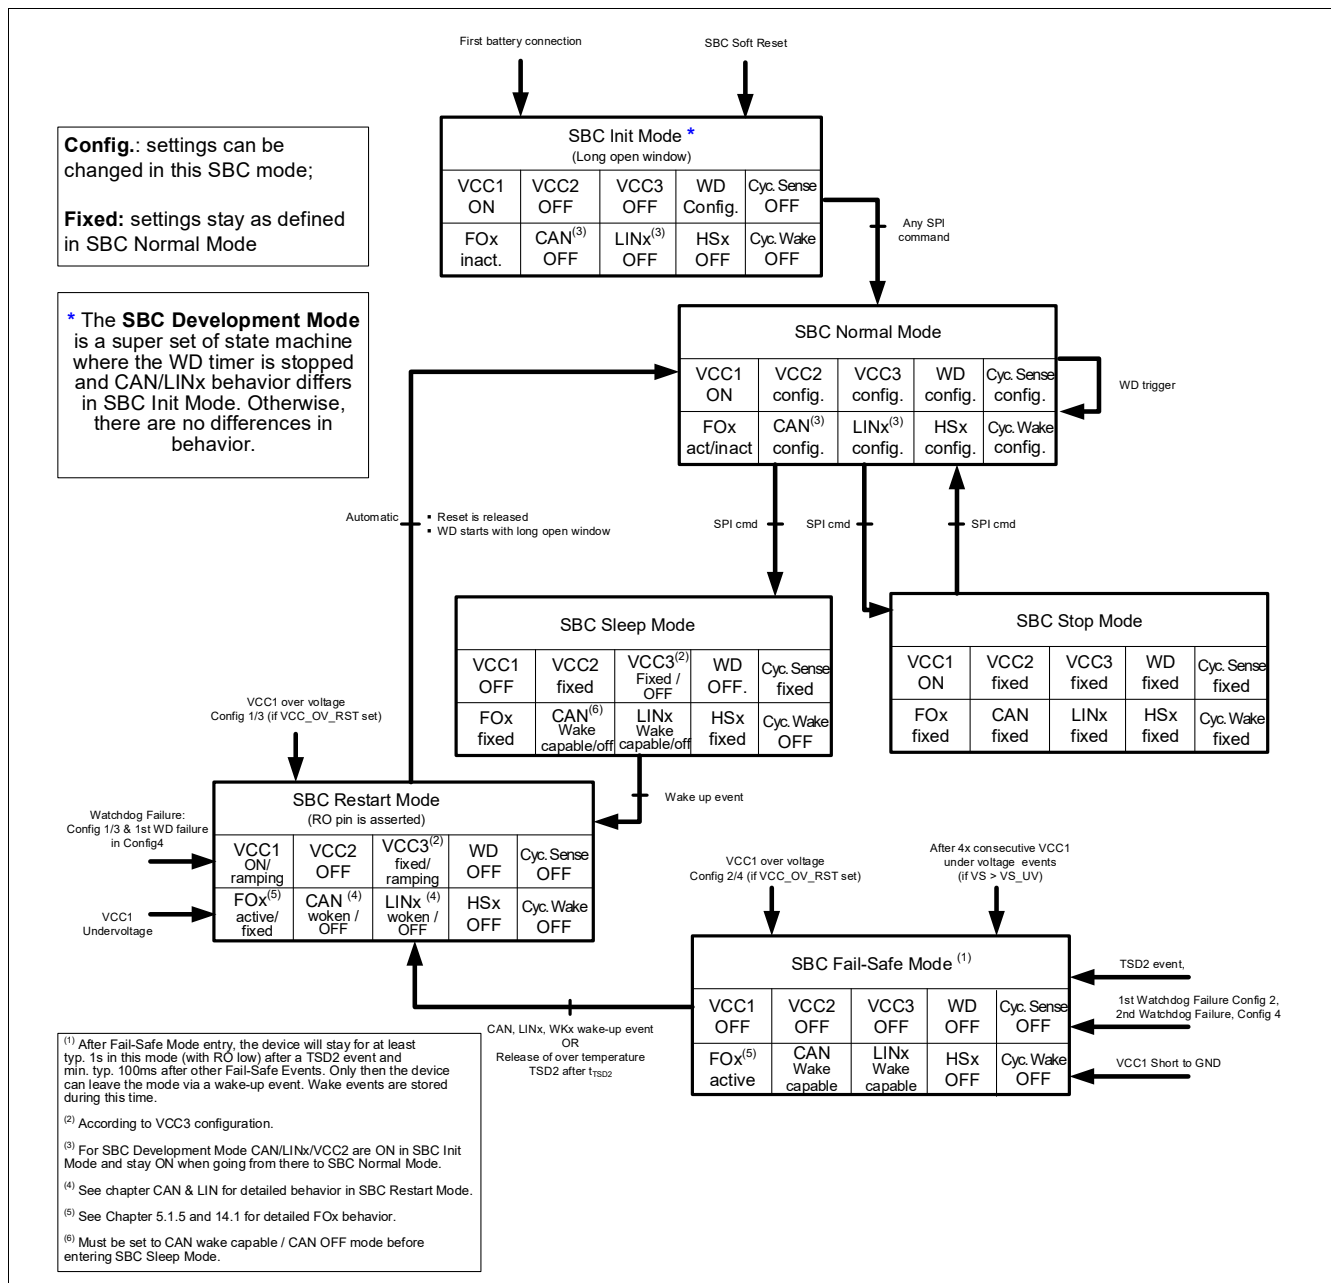 First battery connection
SBC Soft Reset
Config.: settings can be
changed in this SBC mode;
Fixed: settings stay as defined
in SBC Normal Mode
SBC Init Mode *
(Long open window)
VCC1
ON
VCC2
OFF
VCC3
OFF
WD
Config.
Cyc. Sense
OFF
FOx
inact.
CAN(3)
OFF
LINx(3)
OFF
HSx
OFF
Cyc. Wake
OFF
Any SPI
command
* The SBC Development Mode
is a super set of state machine
where the WD timer is stopped
and CAN/LINx behavior differs
in SBC Init Mode. Otherwise,
there are no differences in
behavior.
SBC Normal Mode
VCC1
ON
VCC2
config.
VCC3
config.
WD
config.
Cyc. Sense
config.
FOx
act/inact
CAN(3)
config.
LINx(3)
config.
HSx
config.
Cyc. Wake
config.
WD trigger
Automatic
▪ Reset is released
▪ WD starts with long open window
SPI cmd
SPI cmd
SPI cmd
SBC Sleep Mode
VCC1
OFF
VCC2
fixed
VCC3(2)
Fixed /
OFF
WD
OFF.
Cyc. Sense
fixed
FOx
fixed
CAN(6)
Wake
capable/off
LINx
Wake
capable/off
HSx
fixed
Cyc. Wake
OFF
SBC Stop Mode
VCC1
ON
VCC2
fixed
VCC3
fixed
WD
fixed
Cyc. Sense
fixed
FOx
fixed
CAN
fixed
LINx
fixed
HSx
fixed
Cyc. Wake
fixed
VCC1 over voltage
Config 1/3 (if VCC_OV_RST set)
Wake up event
SBC Restart Mode
(RO pin is asserted)
VCC1
ON/
ramping
VCC2
OFF
VCC3(2)
fixed/
ramping
WD
OFF
Cyc. Sense
OFF
FOx(5)
active/
fixed
CAN (4)
woken /
OFF
LINx (4)
woken /
OFF
HSx
OFF
Cyc. Wake
OFF
Watchdog Failure:
Config 1/3 & 1st WD failure
in Config4
VCC1
Undervoltage
VCC1 over voltage
Config 2/4 (if VCC_OV_RST set)
After 4x consecutive VCC1
under voltage events
(if VS > VS_UV)
SBC Fail-Safe Mode (1)
VCC1
OFF
VCC2
OFF
VCC3
OFF
WD
OFF
Cyc. Sense
OFF
FOx(5)
active
CAN
Wake
capable
LINx
Wake
capable
HSx
OFF
Cyc. Wake
OFF
TSD2 event,
1st Watchdog Failure Config 2,
2nd Watchdog Failure, Config 4
VCC1 Short to GND
CAN, LINx, WKx wake-up event
OR
Release of over temperature
TSD2 after tTSD2
(1) After Fail-Safe Mode entry, the device will stay for at least
typ. 1s in this mode (with RO low) after a TSD2 event and
min. typ. 100ms after other Fail-Safe Events. Only then the device
can leave the mode via a wake-up event. Wake events are stored
during this time.
(2) According to VCC3 configuration.
(3) For SBC Development Mode CAN/LINx/VCC2 are ON in SBC Init
Mode and stay ON when going from there to SBC Normal Mode.
(4) See chapter CAN & LIN for detailed behavior in SBC Restart Mode.
(5) See Chapter 5.1.5 and 14.1 for detailed FOx behavior.
(6) Must be set to CAN wake capable / CAN OFF mode before
entering SBC Sleep Mode.